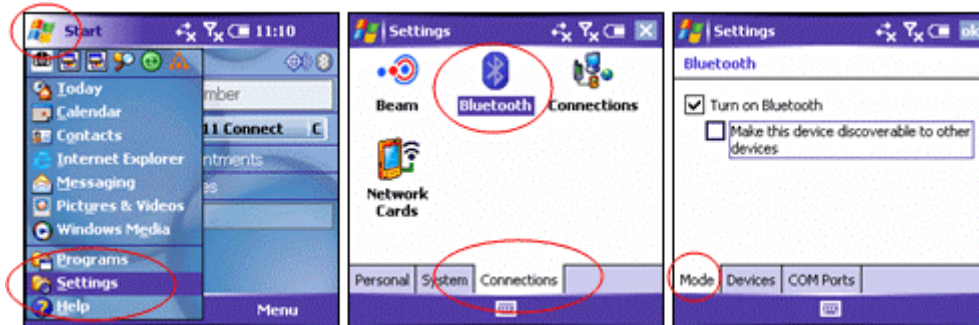 Start 11:10
Today
Calendar
Contacts
Internet Explorer
Messaging
Pictures & Videos
Windows Media
Programs
Settings
Help
mber
11 Connect C
ntments
es
Menu
Settings
Beam Bluetooth Connections
Network
Cards
Personal System Connections
Settings ok
Bluetooth
Turn on Bluetooth
Make this device discoverable to other
devices
Mode Devices COM Ports